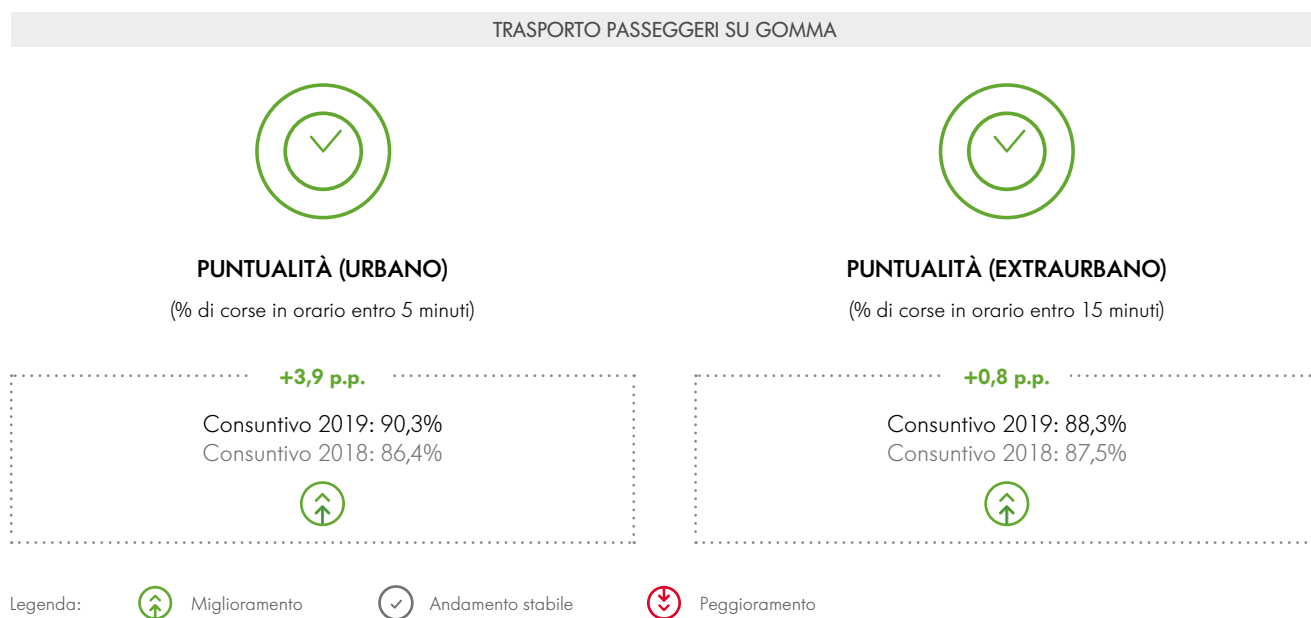 TRASPORTO PASSEGGERI SU GOMMA
PUNTUALITÀ (URBANO)
(% di corse in orario entro 5 minuti)
+3,9 p.p.
Consuntivo 2019: 90,3%
Consuntivo 2018: 86,4%
PUNTUALITÀ (EXTRAURBANO)
(% di corse in orario entro 15 minuti)
+0,8 p.p.
Consuntivo 2019: 88,3%
Consuntivo 2018: 87,5%
Legenda: Miglioramento Andamento stabile Peggioramento